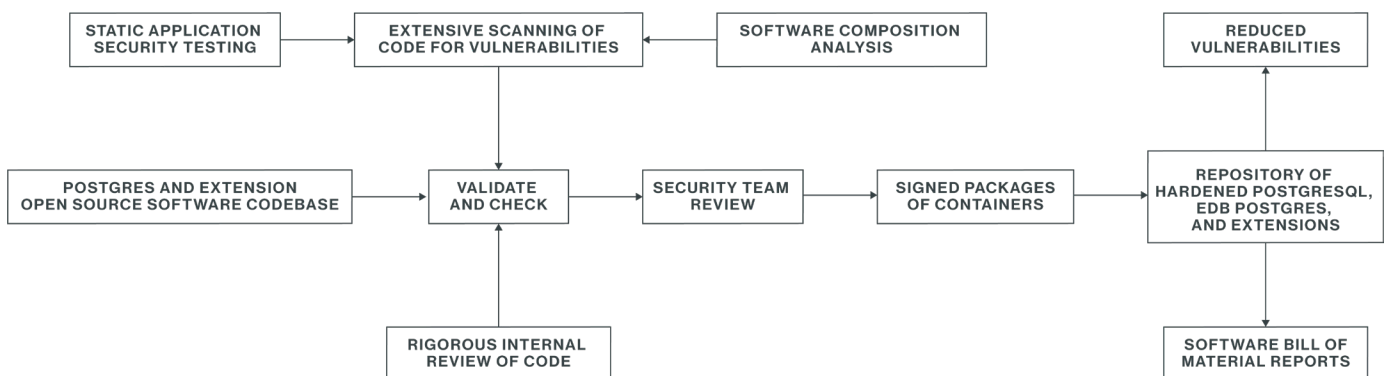 STATIC APPLICATION
SECURITY TESTING
EXTENSIVE SCANNING OF
CODE FOR VULNERABILITIES
SOFTWARE COMPOSITION
ANALYSIS
REDUCED
VULNERABILITIES
POSTGRES AND EXTENSION
OPEN SOURCE SOFTWARE CODEBASE
VALIDATE
AND CHECK
SECURITY TEAM
REVIEW
SIGNED PACKAGES
OF CONTAINERS
REPOSITORY OF
HARDENED POSTGRESQL,
EDB POSTGRES,
AND EXTENSIONS
RIGOROUS INTERNAL
REVIEW OF CODE
SOFTWARE BILL OF
MATERIAL REPORTS